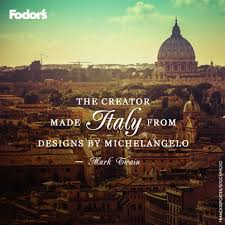 Fodor's
THE CREATOR
MADE Italy FROM
DESIGNS BY MICHELANGELO
— Mark Twain